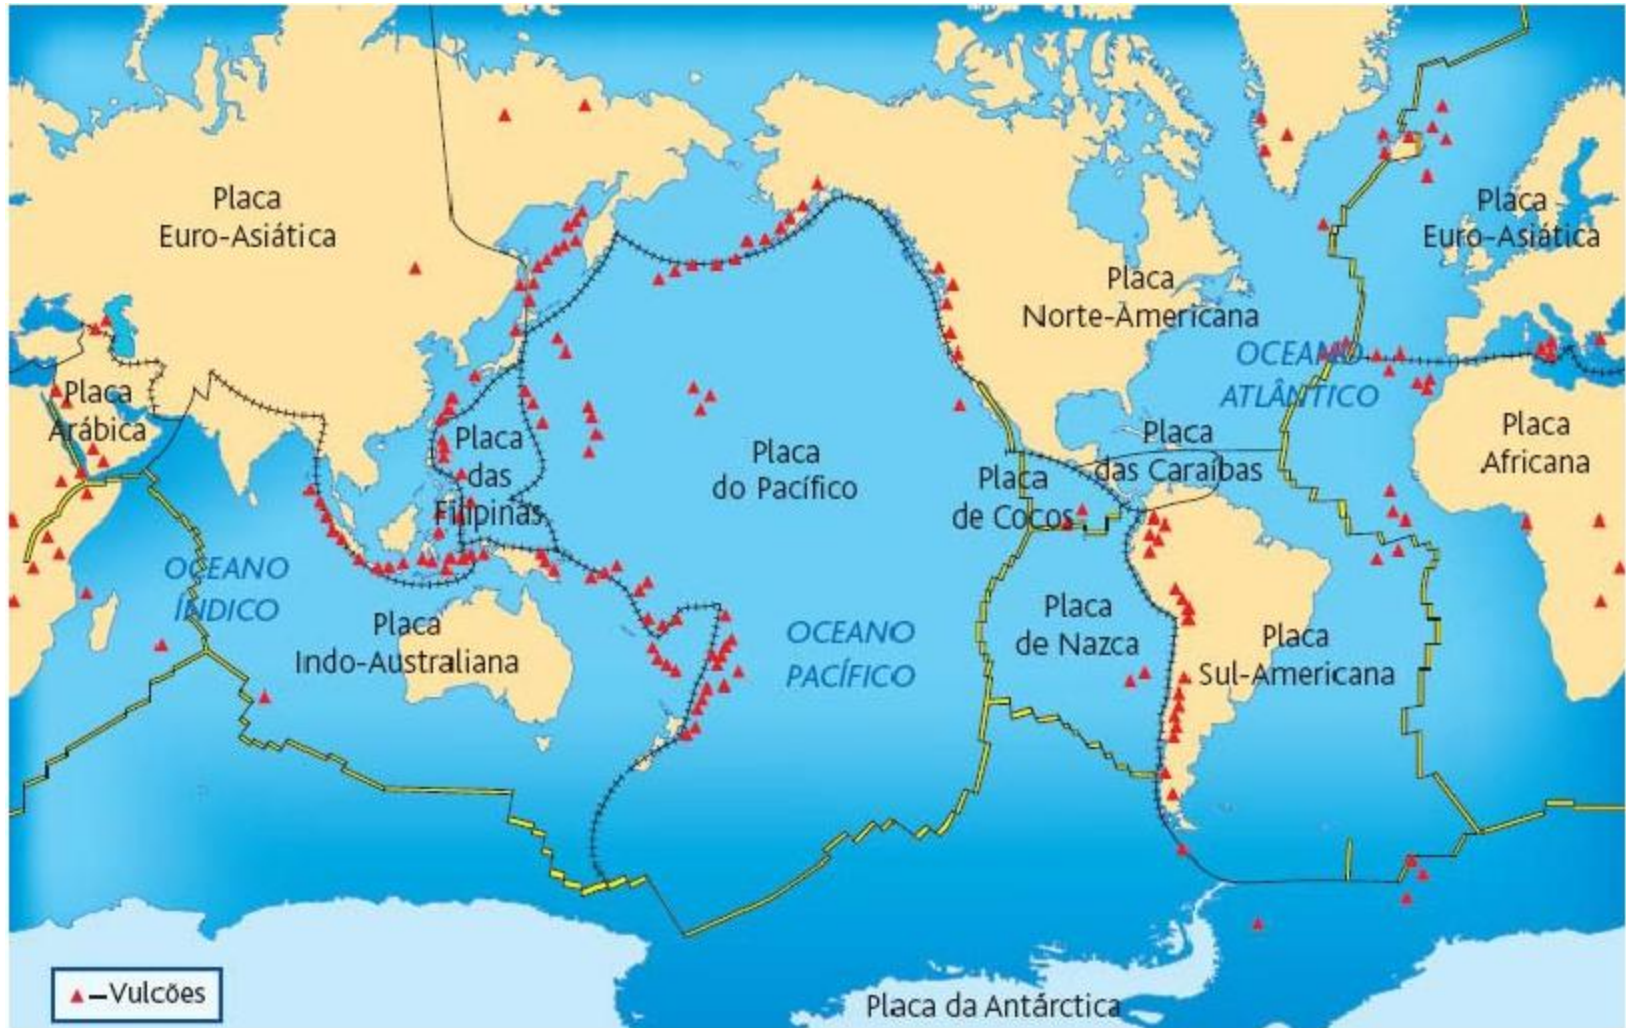 Placa
Euro-Asiática
Placa
Euro-Asiática
Placa
Norte-Americana
OCEANO
ATLÂNTICO
Placa
Arábica
Placa
das
Filipinas
Placa
do Pacífico
Placa
de Cocos
Placa
das Caraíbas
Placa
Africana
OCEANO
ÍNDICO
Placa
Indo-Australiana
OCEANO
PACÍFICO
Placa
de Nazca
Placa
Sul-Americana
Vulcões
Placa da Antárctica